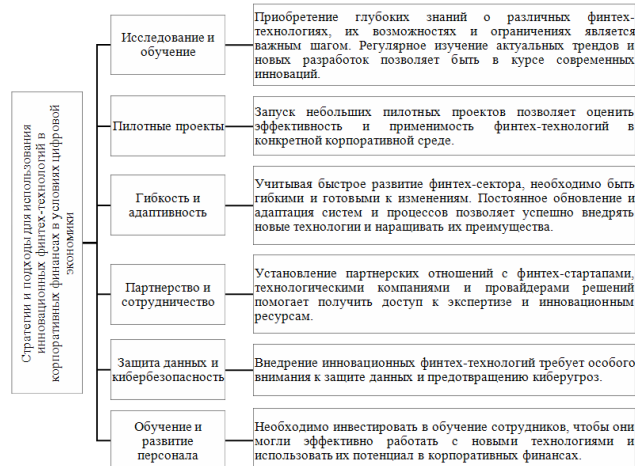 Стратегии и подходы для использования
инновационных финтех-технологий в
корпоративных финансах в условиях цифровой
экономики
Исследование и
обучение
Приобретение глубоких знаний о различных финтех-
технологиях, их возможностях и ограничениях является
важным шагом. Регулярное изучение актуальных трендов и
новых разработок позволяет быть в курсе современных
инноваций.
Пилотные проекты
Запуск небольших пилотных проектов позволяет оценить
эффективность и применимость финтех-технологий в
конкретной корпоративной среде.
Гибкость и
адаптивность
Учитывая быстрое развитие финтех-сектора, необходимо быть
гибкими и готовыми к изменениям. Постоянное обновление и
адаптация систем и процессов позволяет успешно внедрять
новые технологии и наращивать их преимущества.
Партнерство и
сотрудничество
Установление партнерских отношений с финтех-стартапами,
технологическими компаниями и провайдерами решений
помогает получить доступ к экспертизе и инновационным
ресурсам.
Защита данных и
кибербезопасность
Внедрение инновационных финтех-технологий требует особого
внимания к защите данных и предотвращению киберугроз.
Обучение и
развитие
персонала
Необходимо инвестировать в обучение сотрудников, чтобы они
могли эффективно работать с новыми технологиями и
использовать их потенциал в корпоративных финансах.